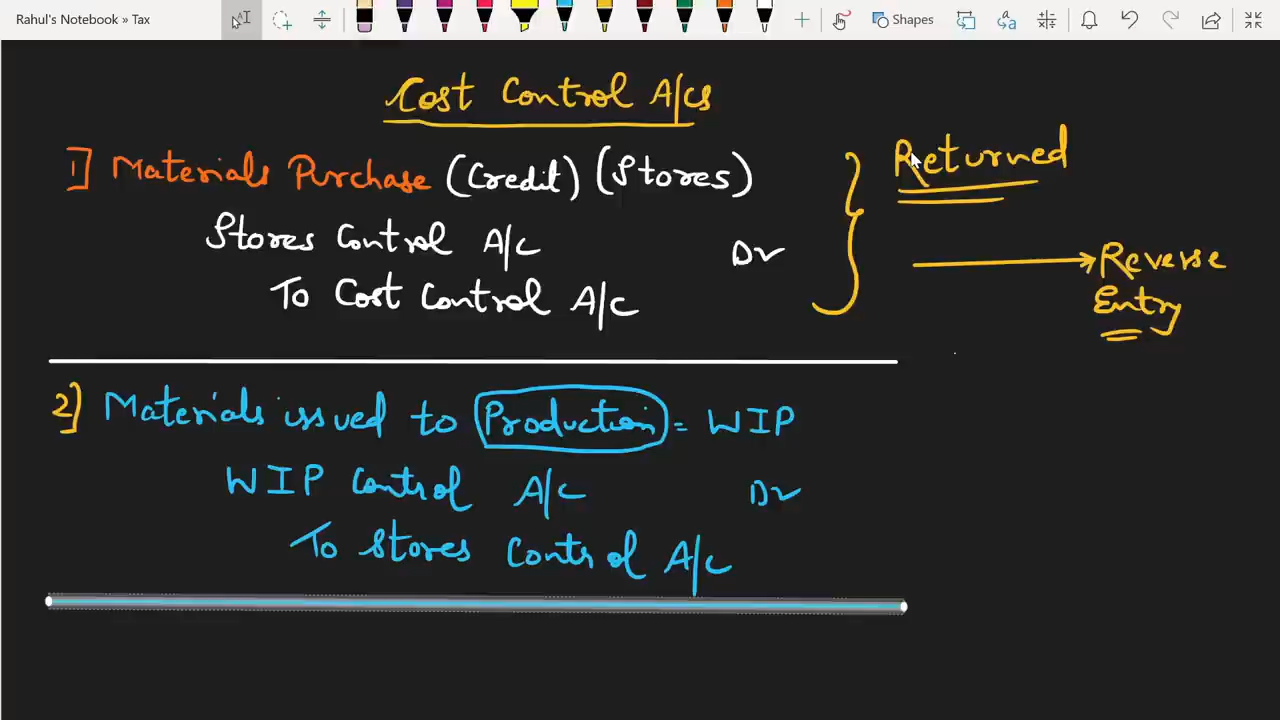 Rahul's Notebook » Tax
Shapes
Cost Control A/cs
1] Materials Purchase (Credit) (Stores)
Stores Control A/C Dr
To Cost Control A/C
Returned
Reverse
Entry
2] Materials issued to Production = WIP
WIP Control A/C Dr
To Stores Control A/C